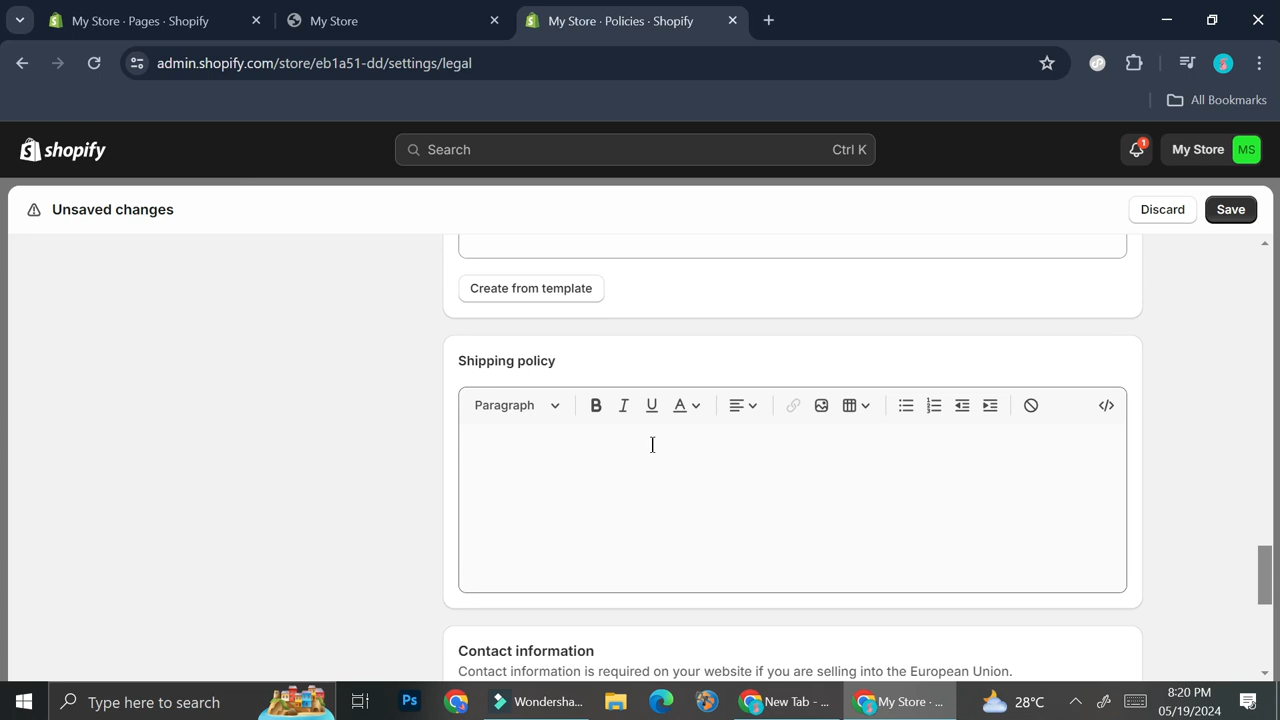 My Store · Pages · Shopify
My Store
My Store · Policies · Shopify
admin.shopify.com/store/eb1a51-dd/settings/legal
All Bookmarks
shopify
Search
Ctrl K
1
My Store
MS
Unsaved changes
Discard
Save
Create from template
Shipping policy
Paragraph
B
I
U
A
Contact information
Contact information is required on your website if you are selling into the European Union.
Type here to search
Ps
Wondersha...
New Tab - ...
My Store · ...
28°C
8:20 PM
05/19/2024